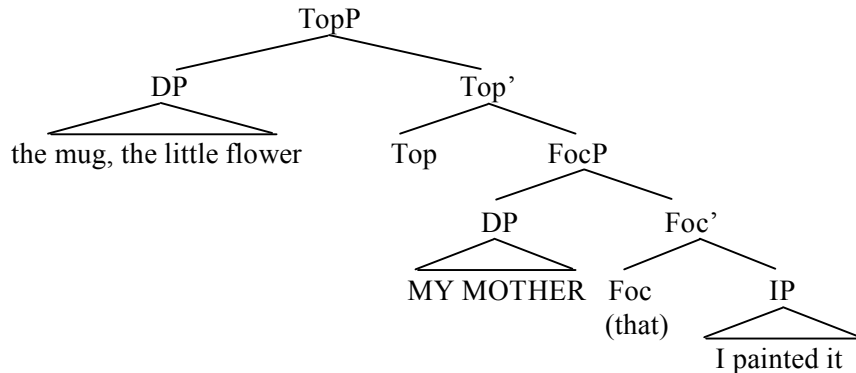 TopP
DP Top’
the mug, the little flower Top FocP
DP Foc’
MY MOTHER Foc IP
(that)
I painted it